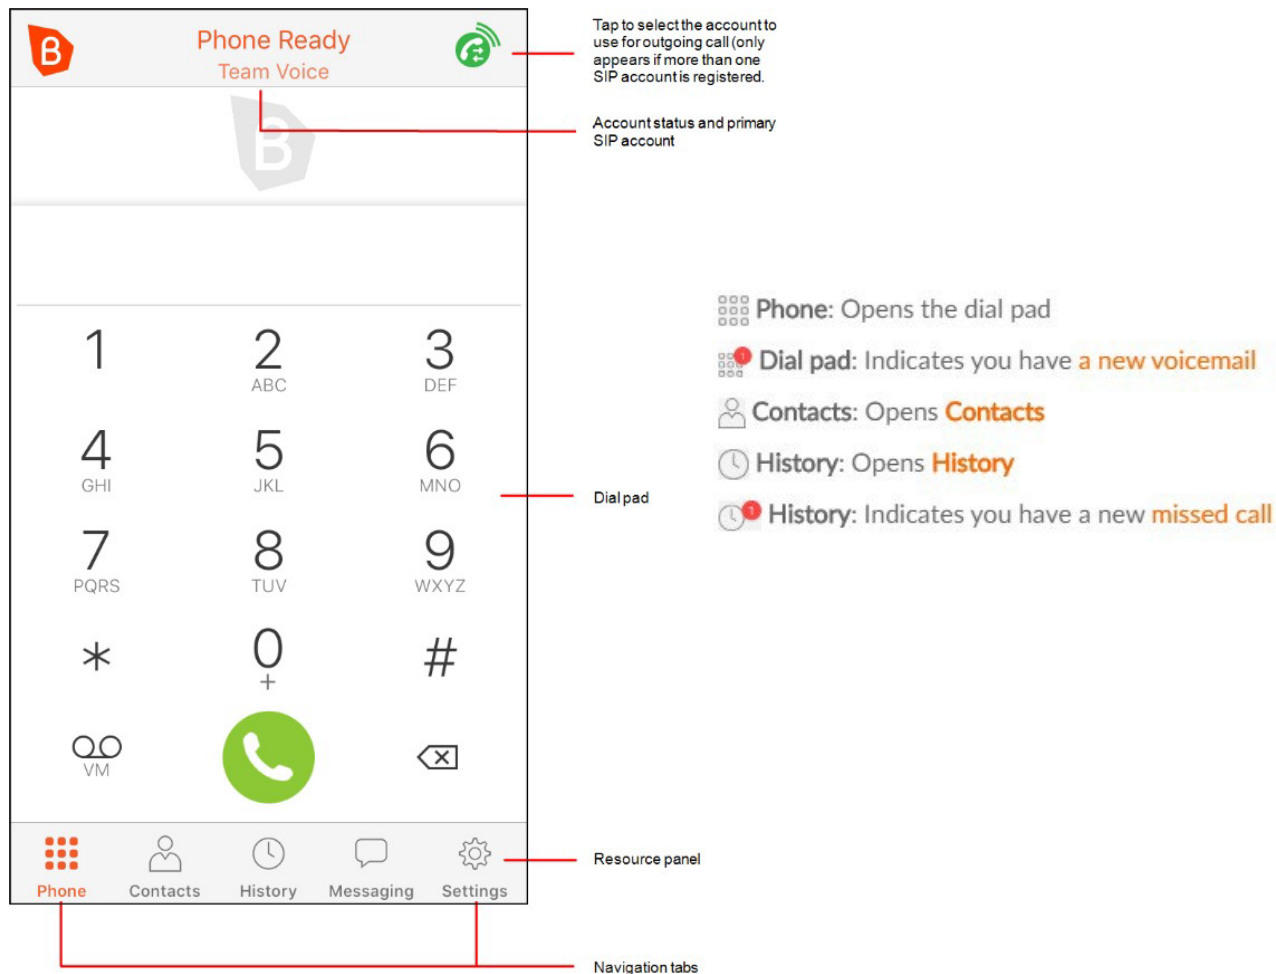 B
Phone Ready
Team Voice
Tap to select the account to
use for outgoing call (only
appears if more than one
SIP account is registered.
Account status and primary
SIP account
B
1
2
ABC
3
DEF
4
GHI
5
JKL
6
MNO
7
PQRS
8
TUV
9
WXYZ
*
0
+
#
VM
Dial pad
Phone
Contacts
History
Messaging
Settings
Resource panel
Navigation tabs
Phone: Opens the dial pad
1 Dial pad: Indicates you have a new voicemail
Contacts: Opens Contacts
History: Opens History
1 History: Indicates you have a new missed call